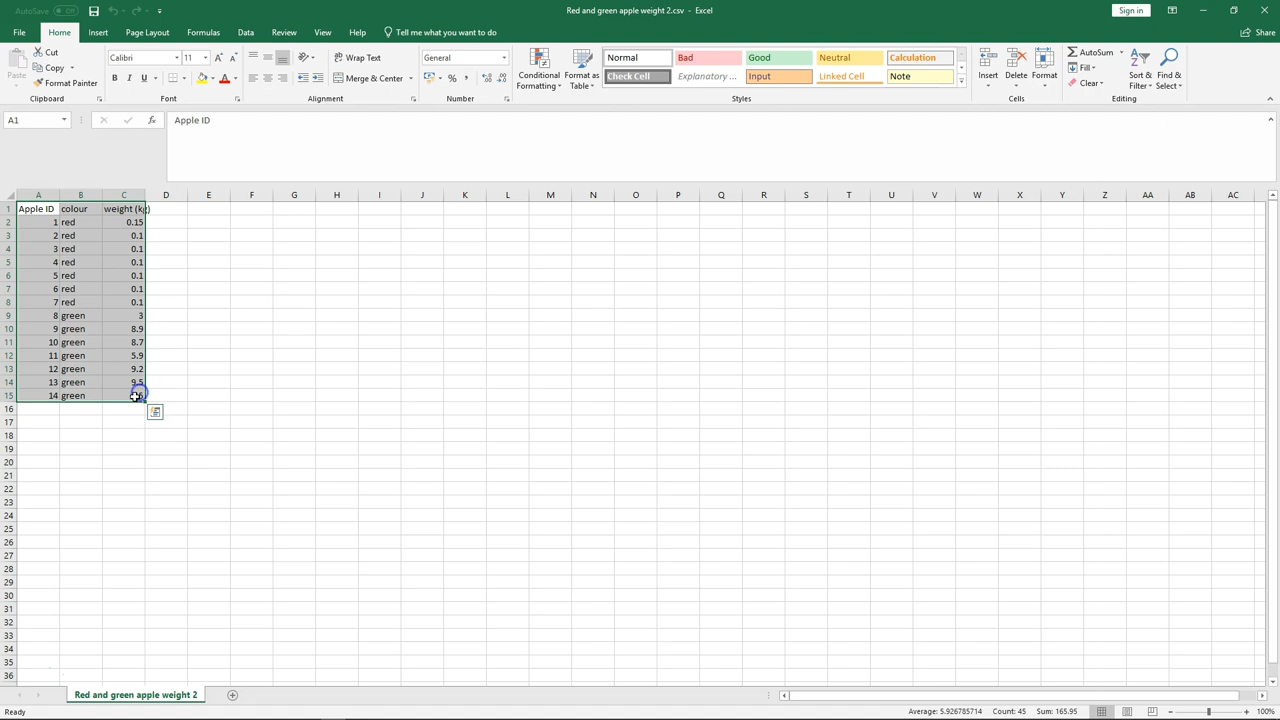 AutoSave Off
Red and green apple weight 2.csv - Excel
Sign in
File Home Insert Page Layout Formulas Data Review View Help Tell me what you want to do
Share
Paste
Cut
Copy
Format Painter
Clipboard
Calibri 11
B I U
Font
Wrap Text
Merge & Center
Alignment
General
%
Number
Conditional Formatting
Format as Table
Normal Bad Good Neutral Calculation
Check Cell Explanatory ... Input Linked Cell Note
Styles
Insert Delete Format
Cells
AutoSum
Fill
Clear
Sort & Filter
Find & Select
Editing
A1 fx Apple ID
A B C D E F G H I J K L M N O P Q R S T U V W X Y Z AA AB AC
1 Apple ID colour weight (kg)
2 1 red 0.15
3 2 red 0.1
4 3 red 0.1
5 4 red 0.1
6 5 red 0.1
7 6 red 0.1
8 7 red 0.1
9 8 green 3
10 9 green 8.9
11 10 green 8.7
12 11 green 5.9
13 12 green 9.2
14 13 green 9.5
15 14 green
16
17
18
19
20
21
22
23
24
25
26
27
28
29
30
31
32
33
34
35
36
Red and green apple weight 2
Ready
Average: 5.926785714 Count: 45 Sum: 165.95
100%